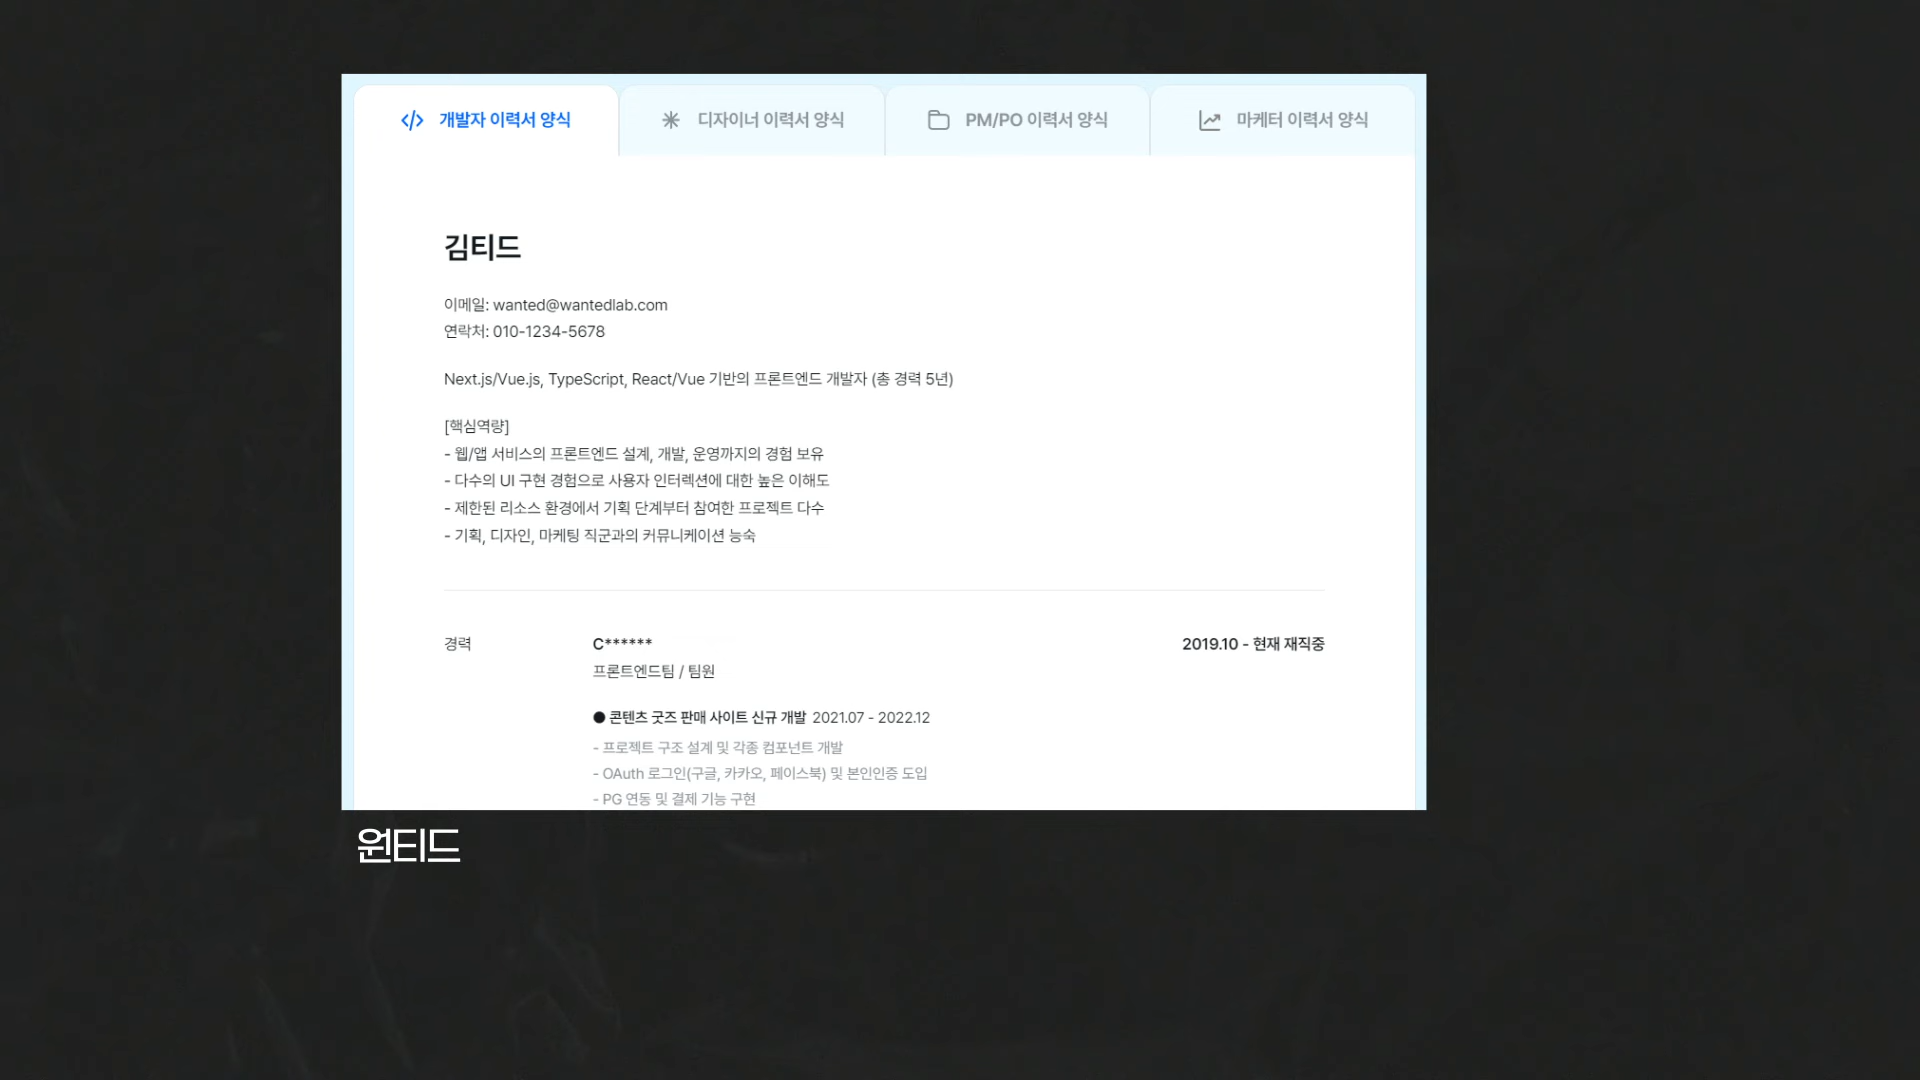 개발자 이력서 양식
디자이너 이력서 양식
PM/PO 이력서 양식
마케터 이력서 양식
김티드
이메일: wanted@wantedlab.com
연락처: 010-1234-5678
Next.js/Vue.js, TypeScript, React/Vue 기반의 프론트엔드 개발자 (총 경력 5년)
[핵심역량]
- 웹/앱 서비스의 프론트엔드 설계, 개발, 운영까지의 경험 보유
- 다수의 UI 구현 경험으로 사용자 인터렉션에 대한 높은 이해도
- 제한된 리소스 환경에서 기획 단계부터 참여한 프로젝트 다수
- 기획, 디자인, 마케팅 직군과의 커뮤니케이션 능숙
경력
C******
2019.10 - 현재 재직중
프론트엔드팀 / 팀원
● 콘텐츠 굿즈 판매 사이트 신규 개발 2021.07 - 2022.12
- 프로젝트 구조 설계 및 각종 컴포넌트 개발
- OAuth 로그인(구글, 카카오, 페이스북) 및 본인인증 도입
- PG 연동 및 결제 기능 구현
원티드